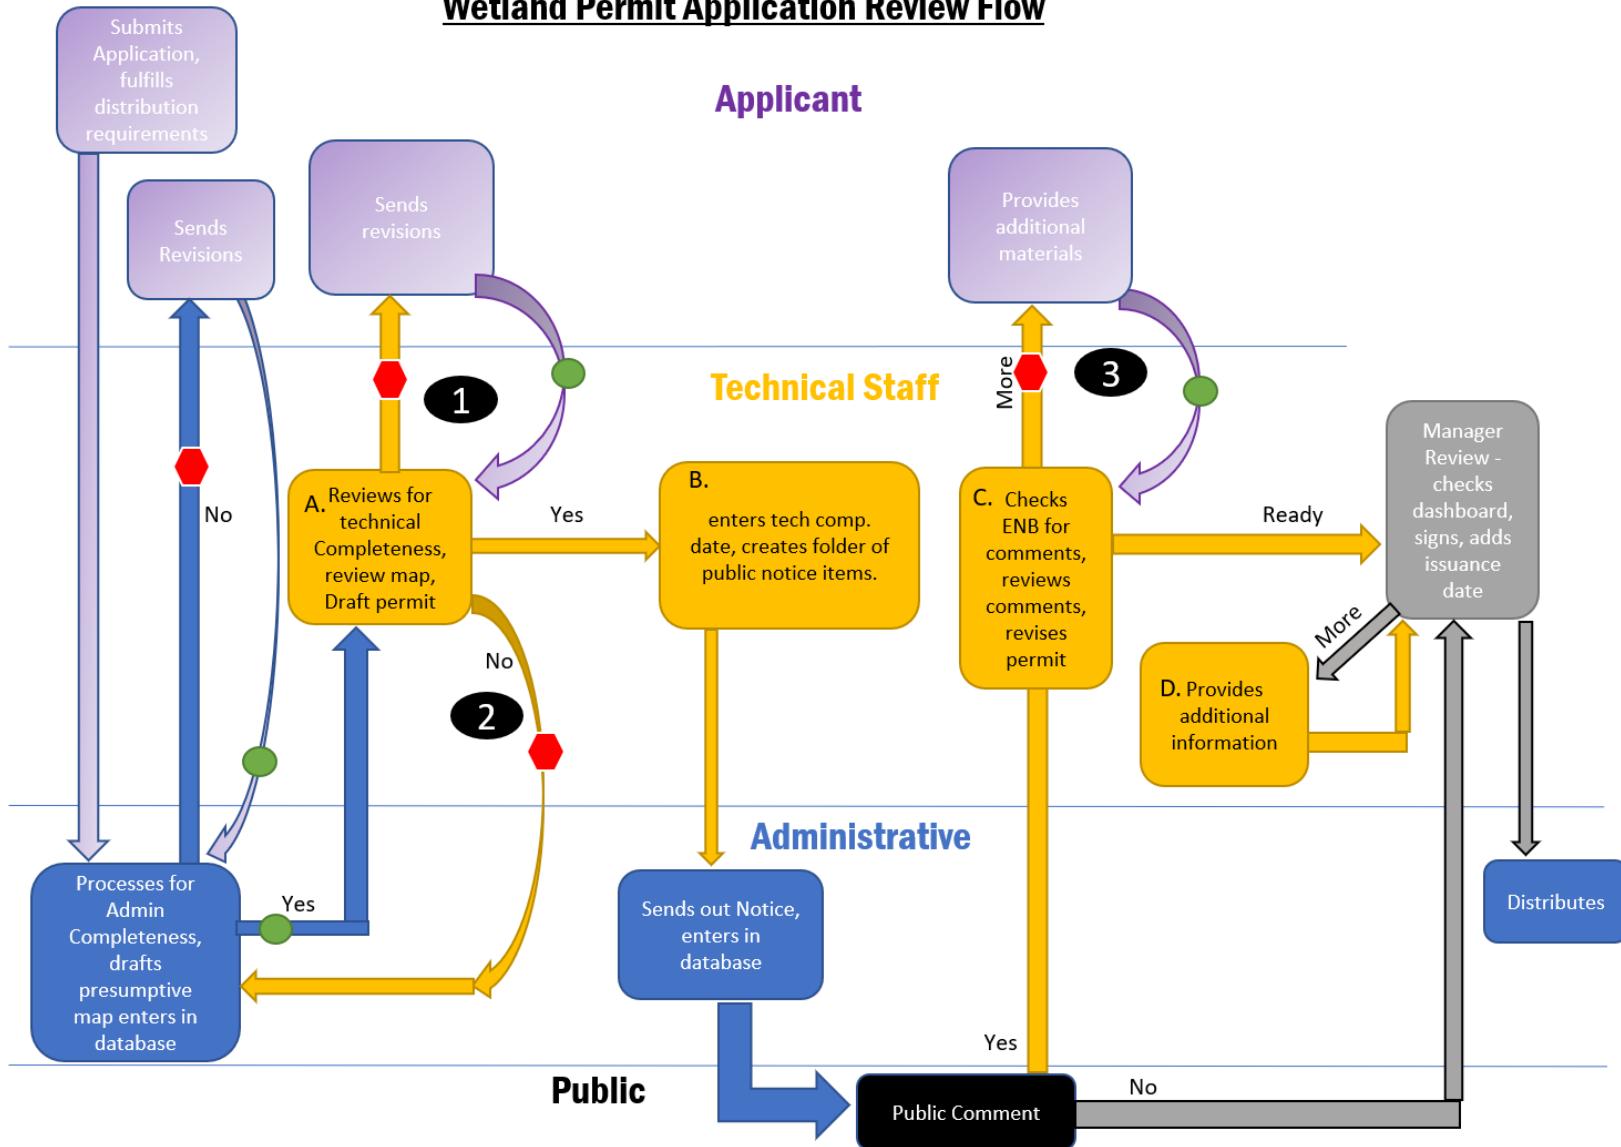 Wetland Permit Application Review Flow
Submits
Application,
fulfills
distribution
requirements
Applicant
Sends
Revisions
Sends
revisions
Provides
additional
materials
Technical Staff
More
1
3
No
A. Reviews for
technical
Completeness,
review map,
Draft permit
Yes
B.
enters tech comp.
date, creates folder of
public notice items.
C. Checks
ENB for
comments,
reviews
comments,
revises
permit
Ready
Manager
Review -
checks
dashboard,
signs, adds
issuance
date
More
No
2
D. Provides
additional
information
Administrative
Processes for
Admin
Completeness,
drafts
presumptive
map enters in
database
Yes
Sends out Notice,
enters in
database
Distributes
Yes
Public
Public Comment
No